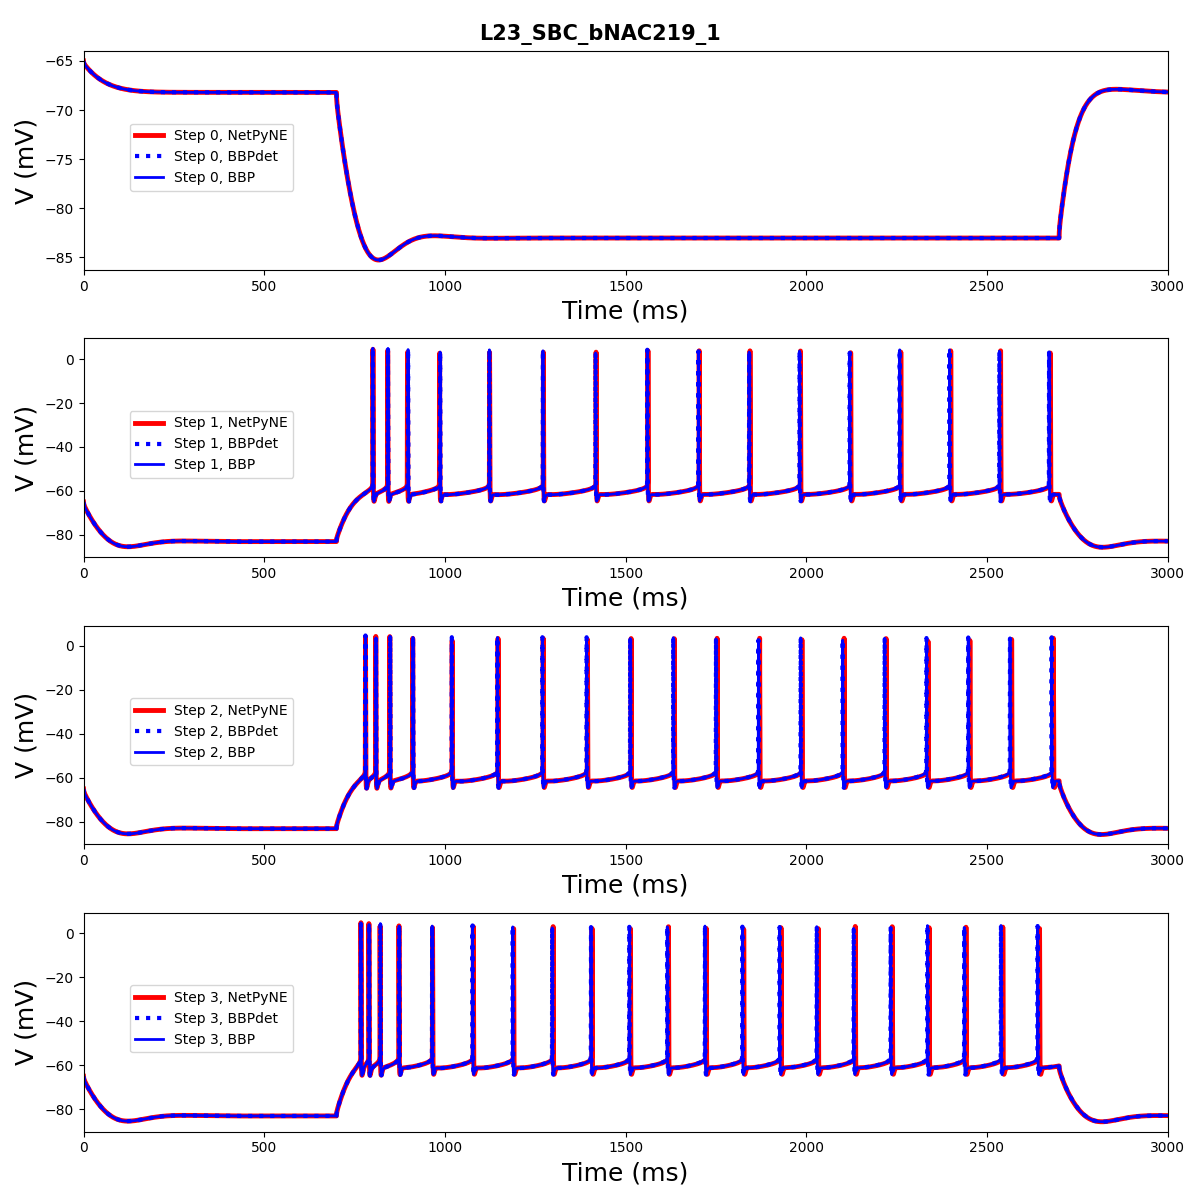 L23_SBC_bNAC219_1
−65
−70
−75
−80
−85
V (mV)
Step 0, NetPyNE
Step 0, BBPdet
Step 0, BBP
0 500 1000 1500 2000 2500 3000
Time (ms)
0
−20
−40
−60
−80
V (mV)
Step 1, NetPyNE
Step 1, BBPdet
Step 1, BBP
0 500 1000 1500 2000 2500 3000
Time (ms)
0
−20
−40
−60
−80
V (mV)
Step 2, NetPyNE
Step 2, BBPdet
Step 2, BBP
0 500 1000 1500 2000 2500 3000
Time (ms)
0
−20
−40
−60
−80
V (mV)
Step 3, NetPyNE
Step 3, BBPdet
Step 3, BBP
0 500 1000 1500 2000 2500 3000
Time (ms)